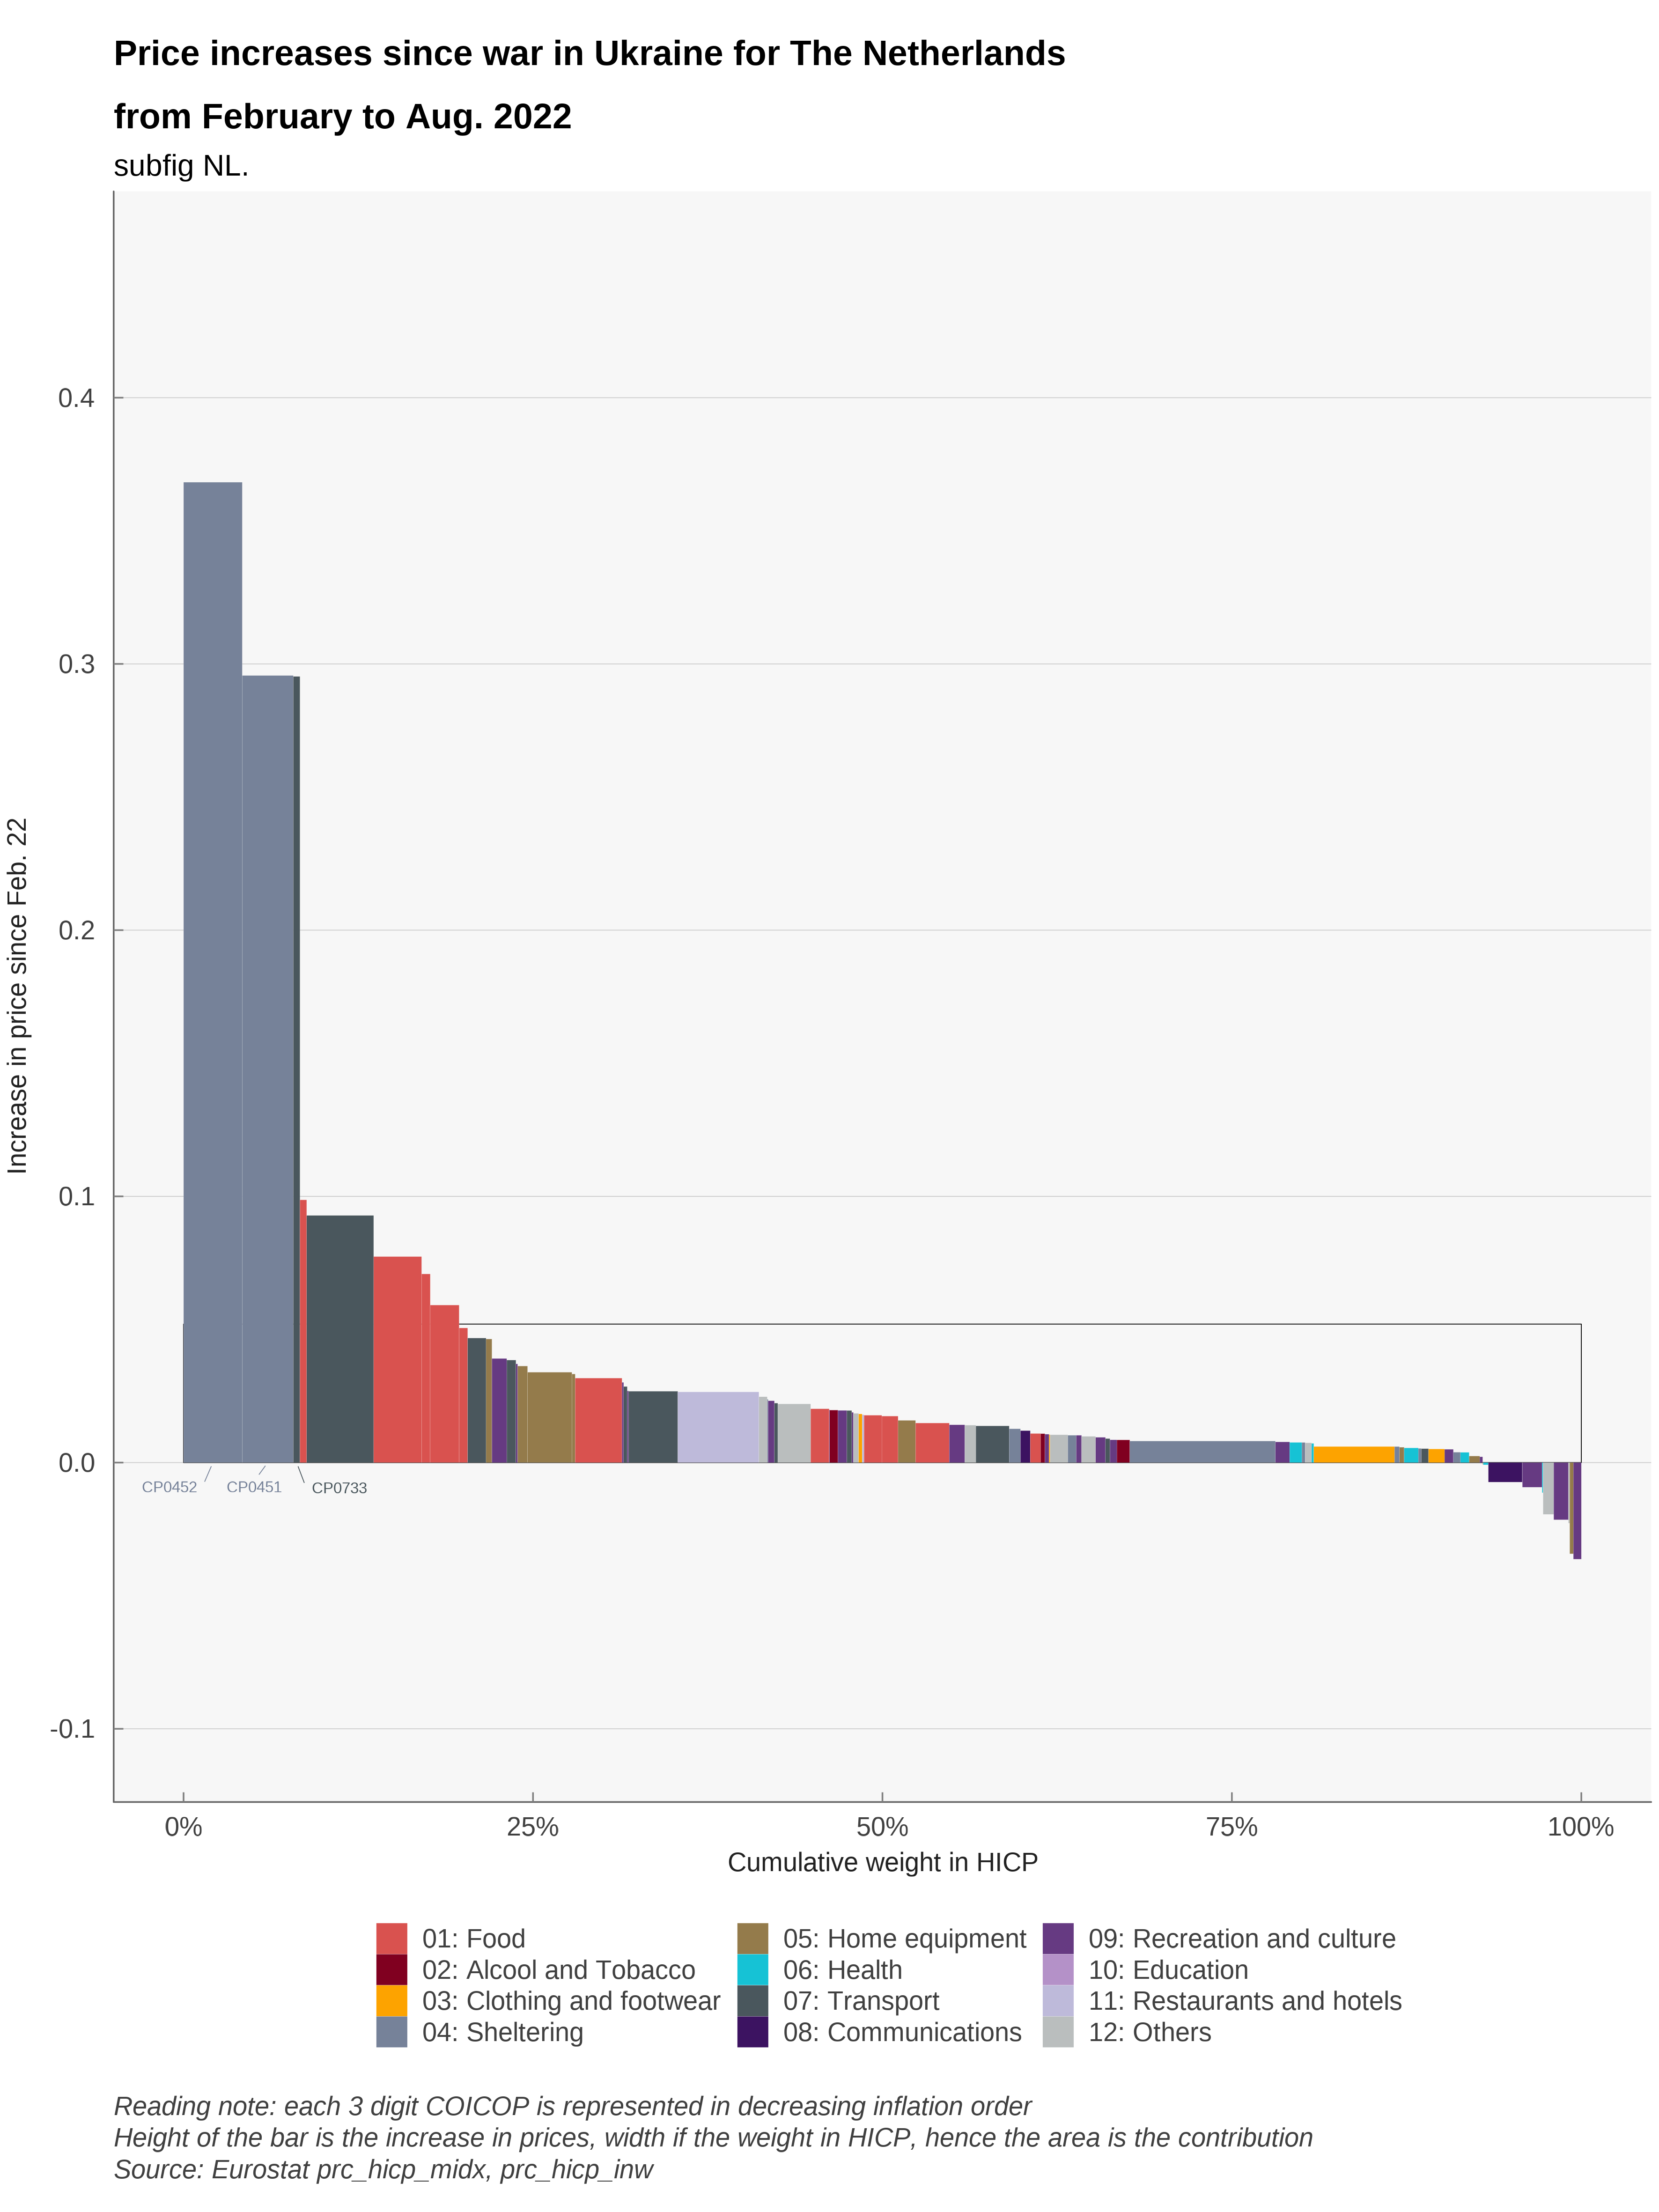 Price increases since war in Ukraine for The Netherlands
from February to Aug. 2022
subfig NL.
Increase in price since Feb. 22
0.4
0.3
0.2
0.1
0.0
-0.1
CP0452
CP0451
CP0733
0%
25%
50%
75%
100%
Cumulative weight in HICP
01: Food
02: Alcool and Tobacco
03: Clothing and footwear
04: Sheltering
05: Home equipment
06: Health
07: Transport
08: Communications
09: Recreation and culture
10: Education
11: Restaurants and hotels
12: Others
Reading note: each 3 digit COICOP is represented in decreasing inflation order
Height of the bar is the increase in prices, width if the weight in HICP, hence the area is the contribution
Source: Eurostat prc_hicp_midx, prc_hicp_inw